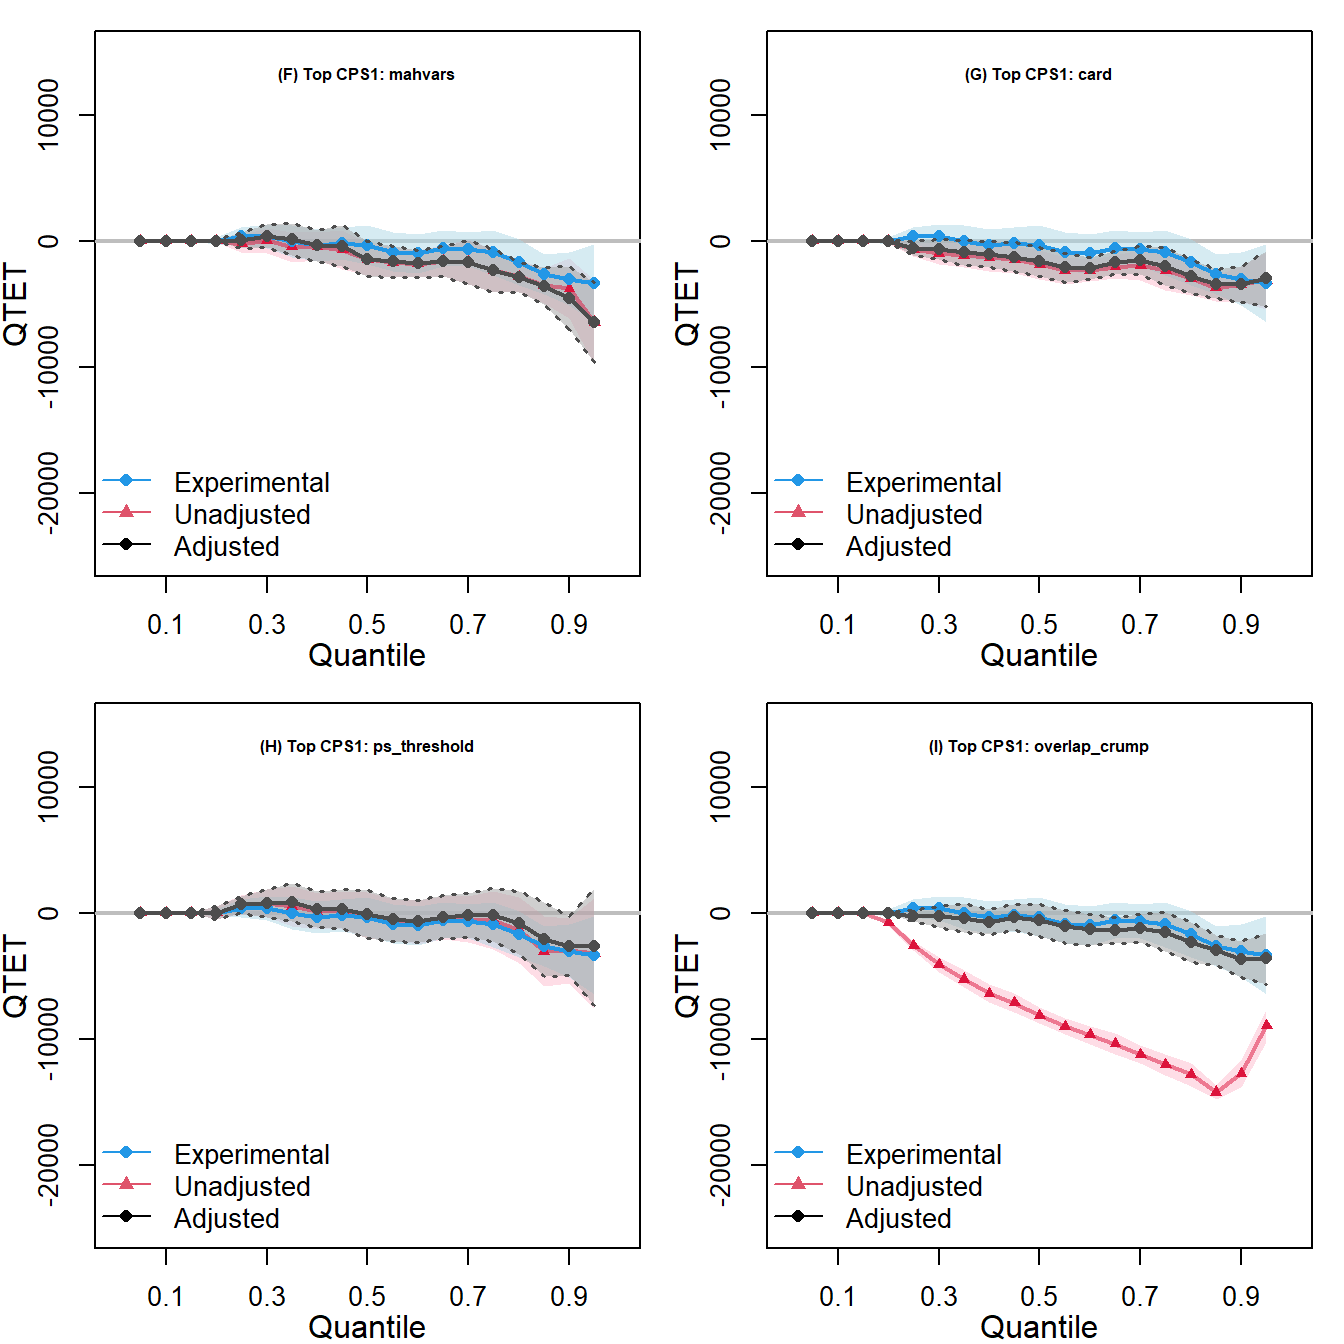 (F) Top CPS1: mahvars
QTET
10000
0
-10000
-20000
Experimental
Unadjusted
Adjusted
0.1 0.3 0.5 0.7 0.9
Quantile
(G) Top CPS1: card
QTET
10000
0
-10000
-20000
Experimental
Unadjusted
Adjusted
0.1 0.3 0.5 0.7 0.9
Quantile
(H) Top CPS1: ps_threshold
QTET
10000
0
-10000
-20000
Experimental
Unadjusted
Adjusted
0.1 0.3 0.5 0.7 0.9
Quantile
(I) Top CPS1: overlap_crump
QTET
10000
0
-10000
-20000
Experimental
Unadjusted
Adjusted
0.1 0.3 0.5 0.7 0.9
Quantile